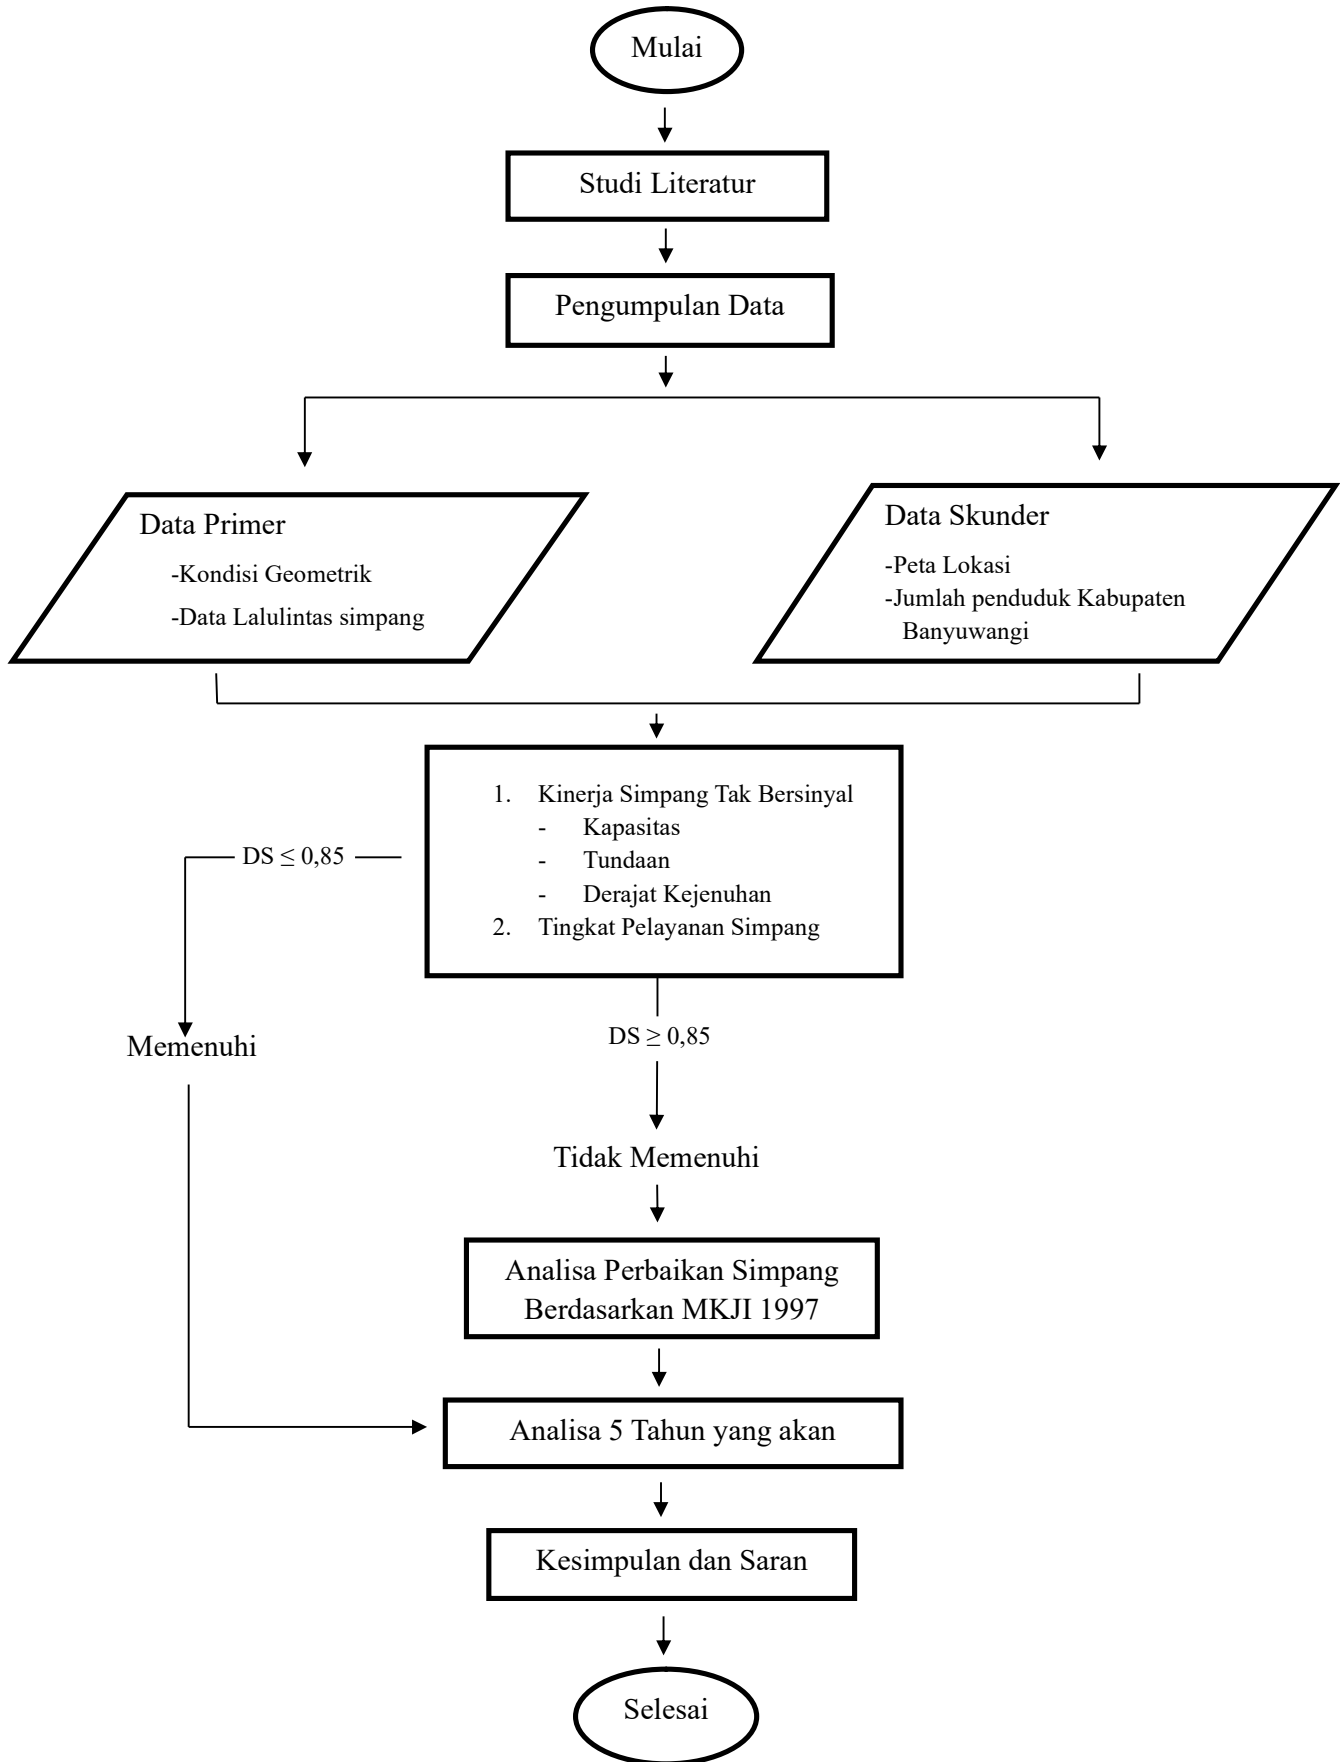 Mulai
Studi Literatur
Pengumpulan Data
Data Primer
-Kondisi Geometrik
-Data Lalulintas simpang
Data Skunder
-Peta Lokasi
-Jumlah penduduk Kabupaten
Banyuwangi
1. Kinerja Simpang Tak Bersinyal
- Kapasitas
- Tundaan
- Derajat Kejenuhan
2. Tingkat Pelayanan Simpang
DS ≤ 0,85
Memenuhi
DS ≥ 0,85
Tidak Memenuhi
Analisa Perbaikan Simpang
Berdasarkan MKJI 1997
Analisa 5 Tahun yang akan
Kesimpulan dan Saran
Selesai